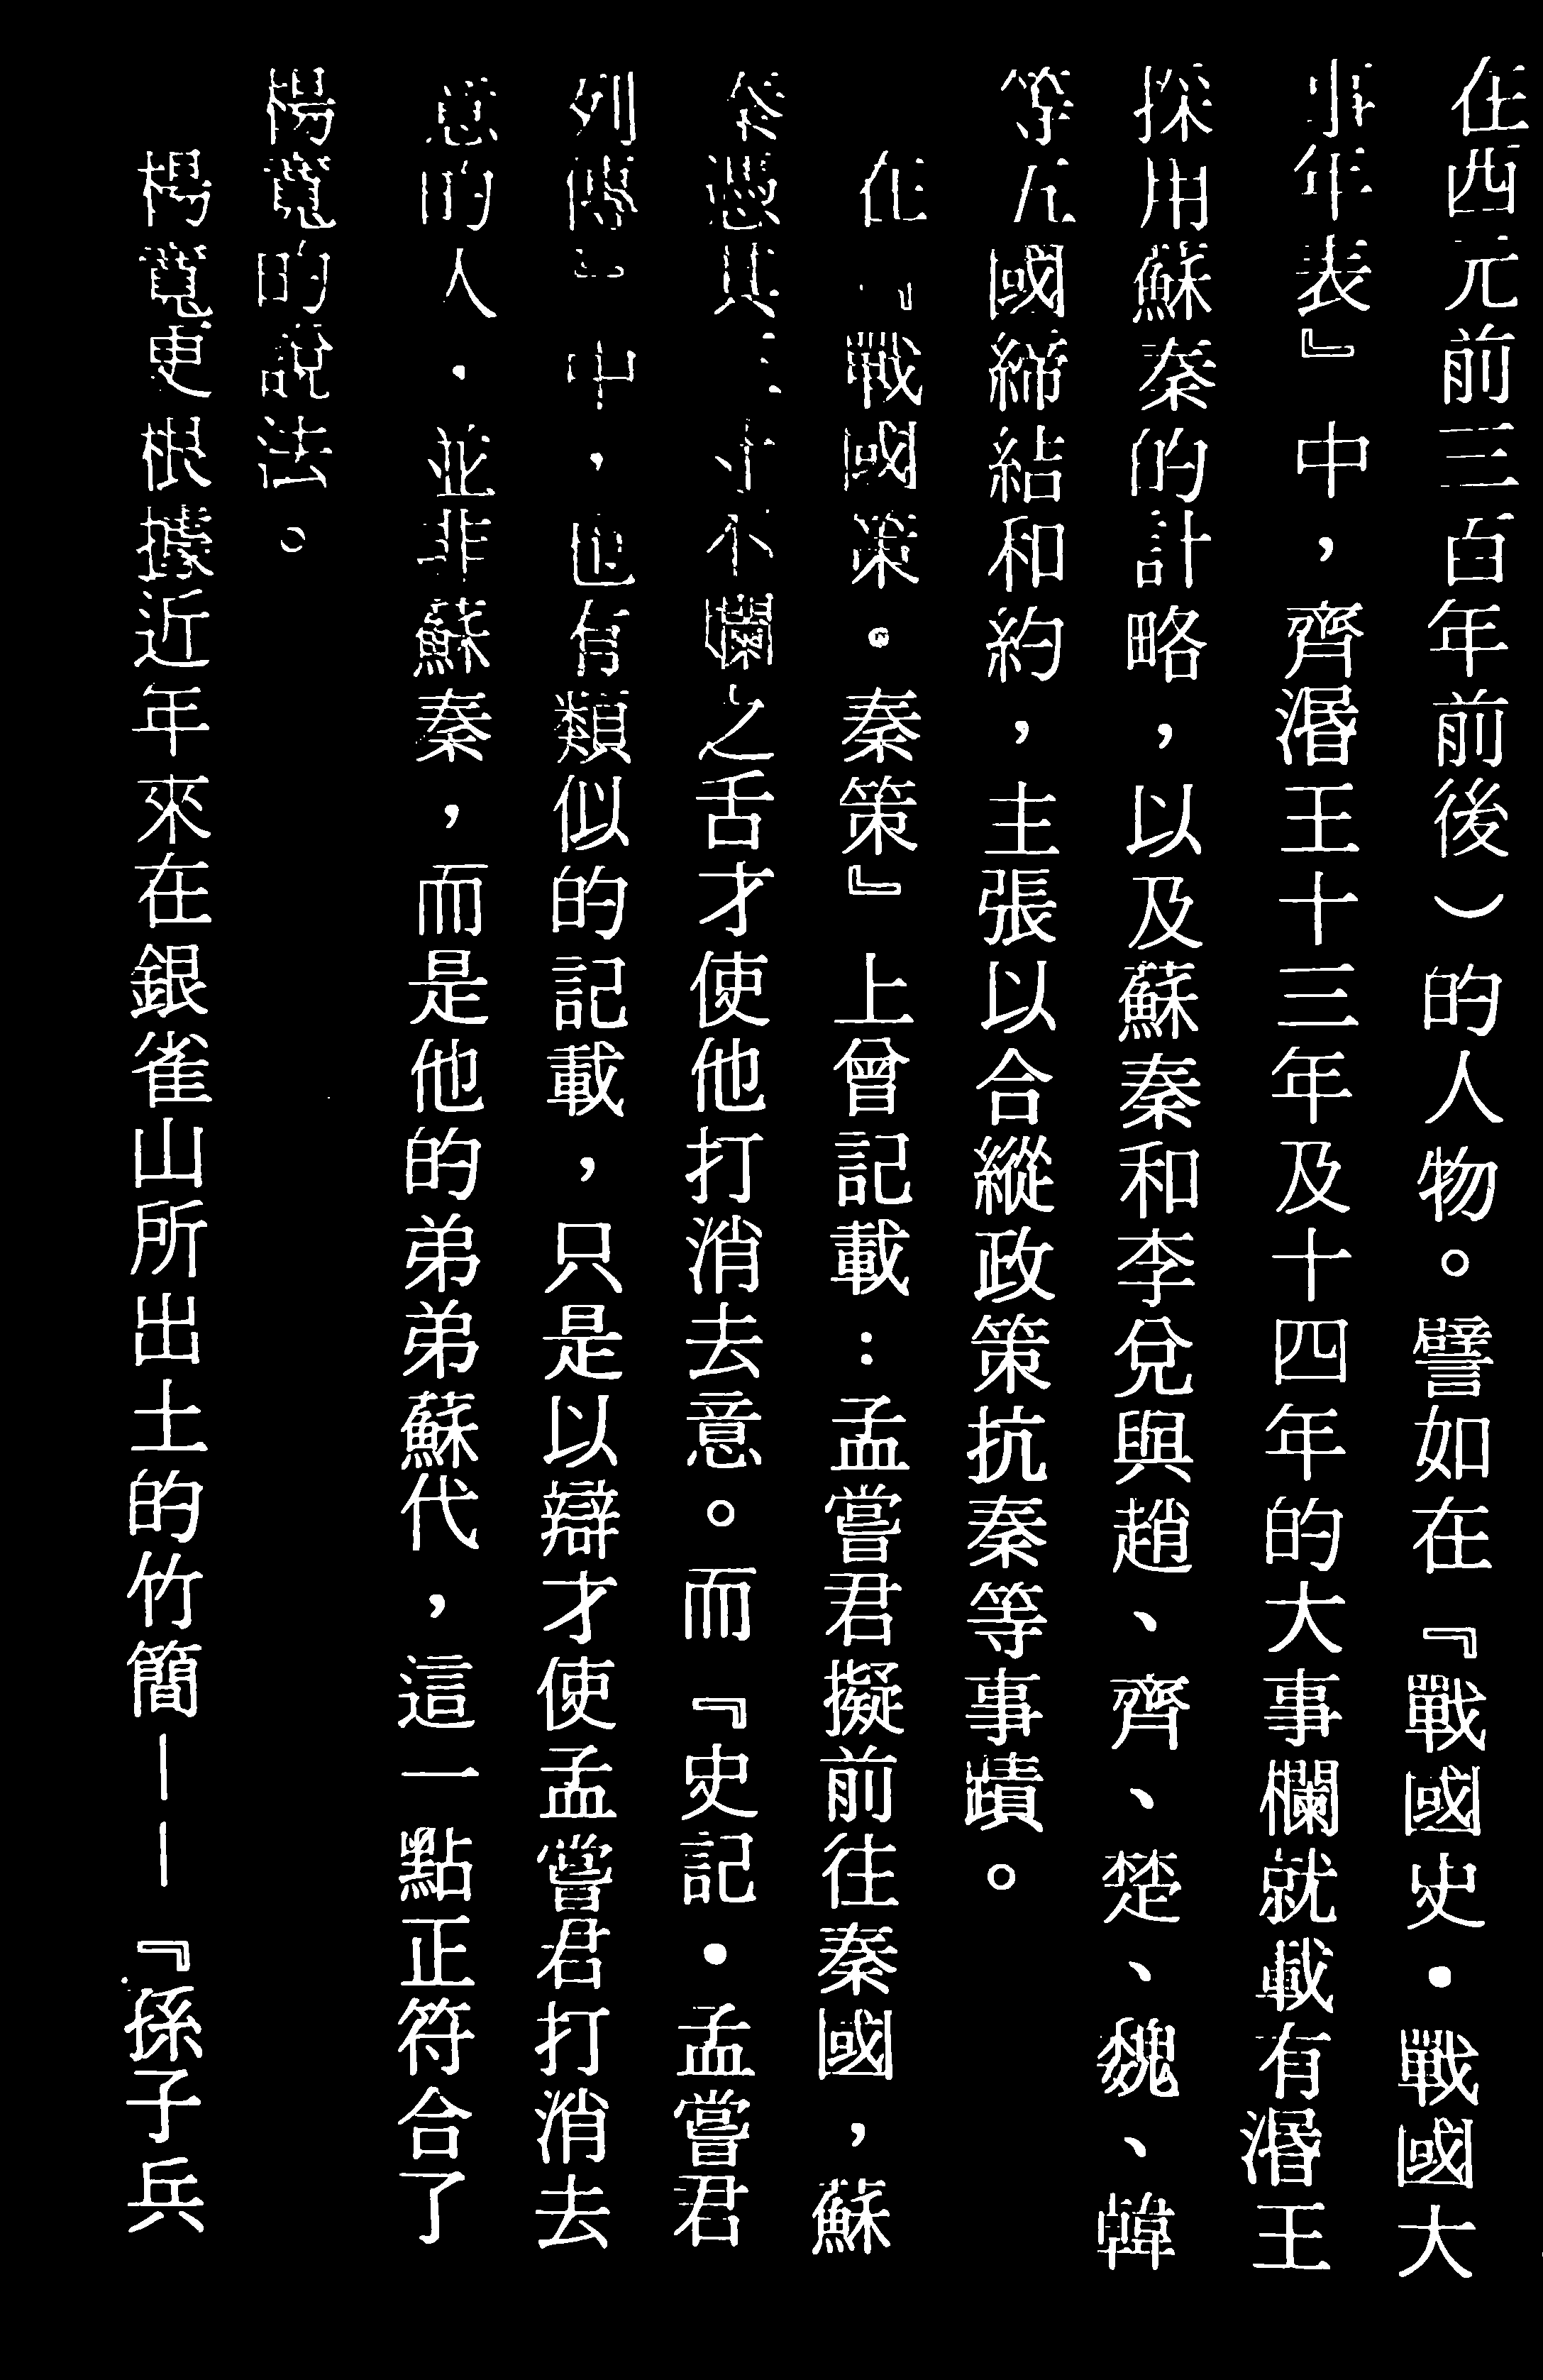 在西元前三百年前後)的人物。譬如在『戰國史·戰國大
事年表』中,齊湣王十三年及十四年的大事欄就載有湣王
採用蘇秦的計略,以及蘇秦和李兌與趙、齊、楚、魏、韓
等五國締結和約,主張以合縱政策抗秦等事蹟。
在『戰國策·秦策』上曾記載:孟嘗君擬前往秦國,蘇
秦憑其三寸不爛之舌才使他打消去意。而『史記·孟嘗君
列傳』中,也有類似的記載,只是以辯才使孟嘗君打消去
意的人,並非蘇秦,而是他的弟弟蘇代,這一點正符合了
楊寬的說法。
楊寬更根據近年來在銀雀山所出土的竹簡——『孫子兵